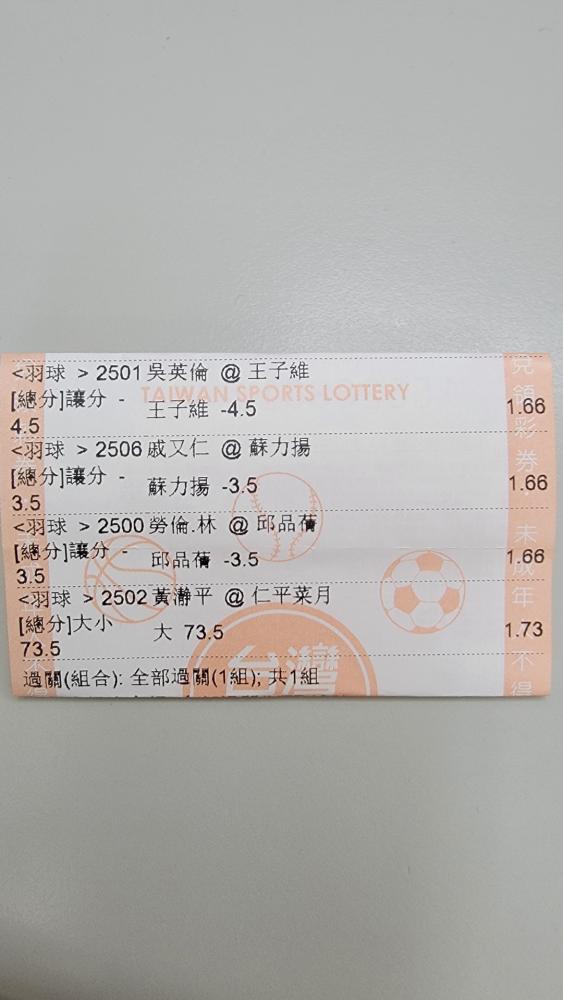 <羽球 > 2501 吳英倫 @ 王子維
TAIWAN SPORTS LOTTERY
[總分]讓分 - 王子維 -4.5 1.66
4.5
<羽球 > 2506 戚又仁 @ 蘇力揚
[總分]讓分 - 蘇力揚 -3.5 1.66
3.5
<羽球 > 2500 勞倫.林 @ 邱品蒨
[總分]讓分 - 邱品蒨 -3.5 1.66
3.5
<羽球 > 2502 黃瀞平 @ 仁平菜月
[總分]大小 大 73.5 1.73
73.5
台灣
過關(組合): 全部過關(1組); 共1組
兌領彩券,未成年不得